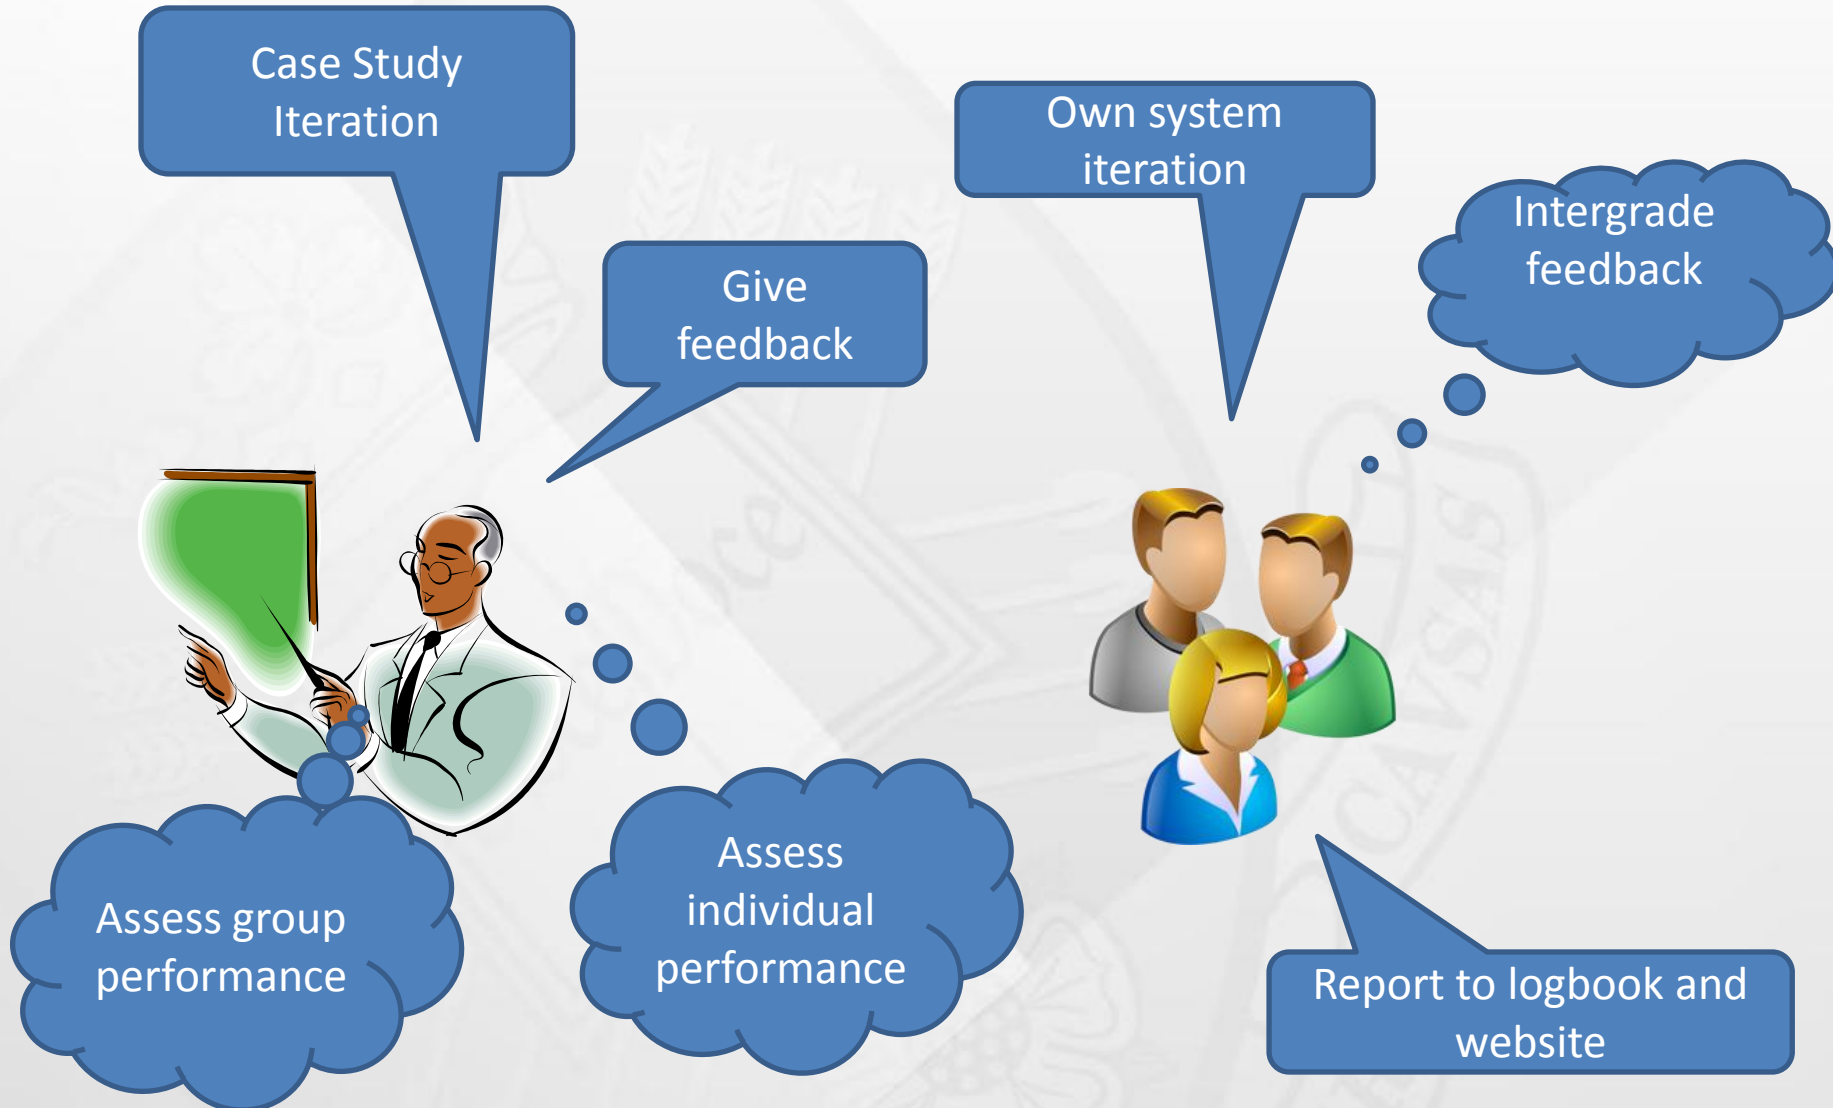 Case Study
Iteration
Own system
iteration
Intergrade
feedback
Give
feedback
Assess group
performance
Assess
individual
performance
Report to logbook and
website
CAVSAS